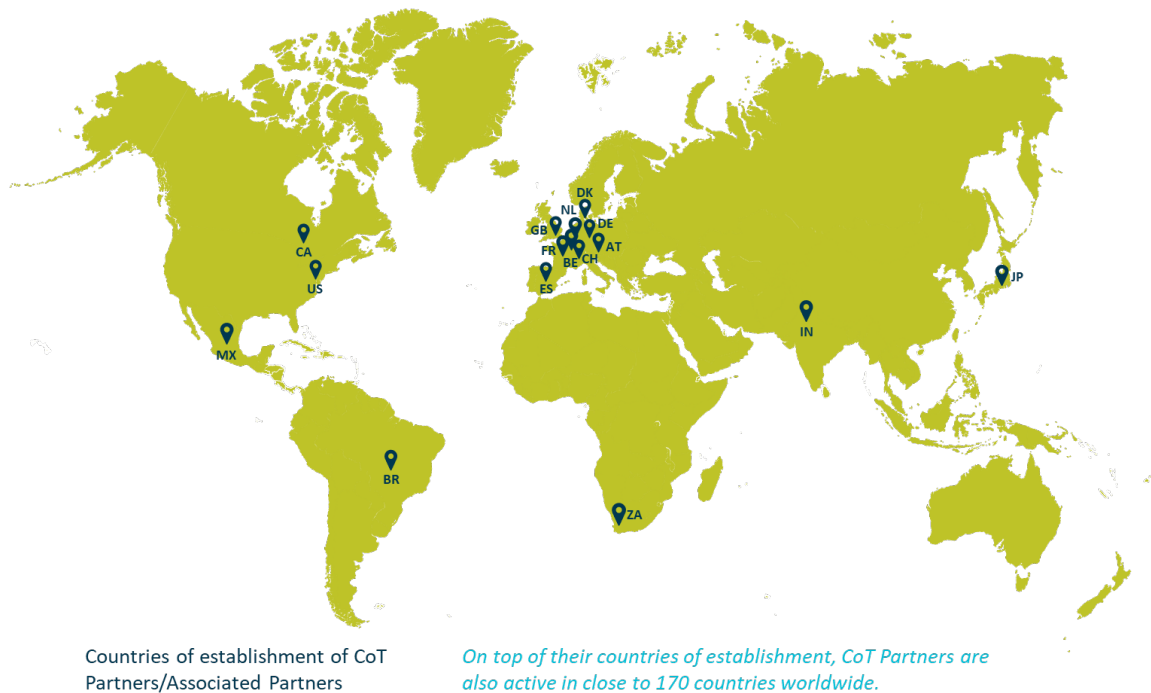 DK
NL
GB
DE
FR
AT
BE
CH
CA
US
ES
JP
IN
MX
BR
ZA
Countries of establishment of CoT
Partners/Associated Partners
On top of their countries of establishment, CoT Partners are
also active in close to 170 countries worldwide.